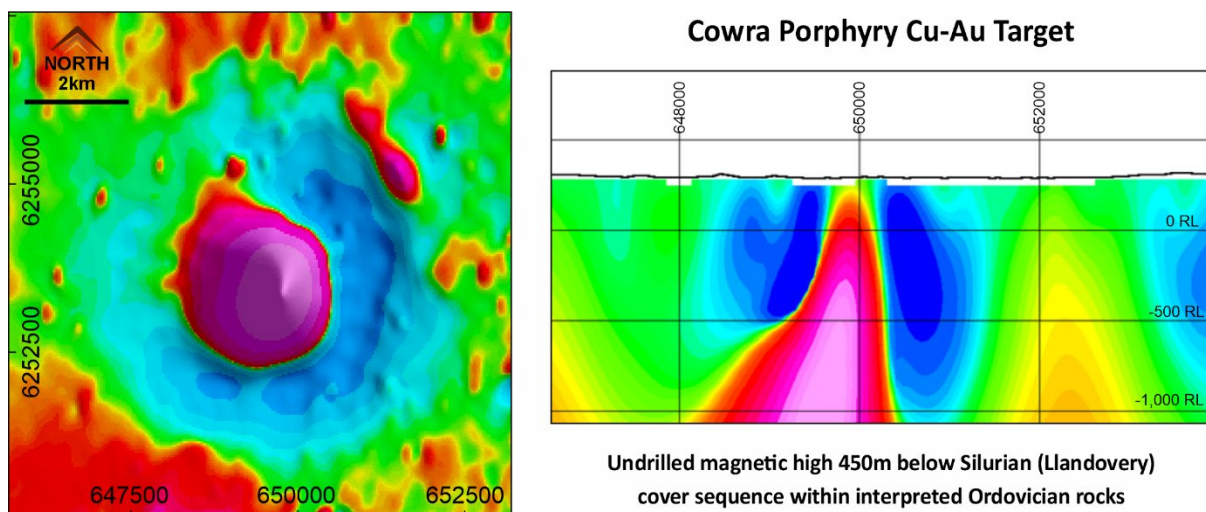 NORTH
2km
6255000
6252500
647500
650000
652500
Cowra Porphyry Cu-Au Target
648000
650000
652000
0 RL
-500 RL
-1,000 RL
Undrilled magnetic high 450m below Silurian (Llandovery)
cover sequence within interpreted Ordovician rocks